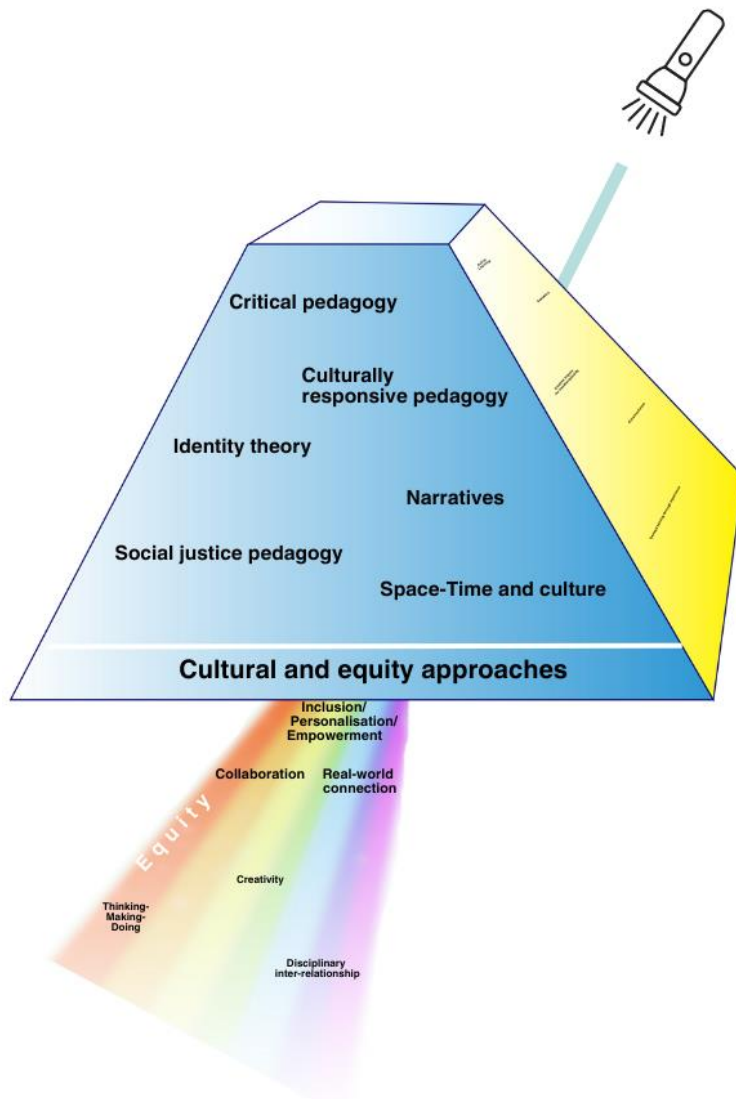 Critical pedagogy
Culturally
responsive pedagogy
Identity theory
Narratives
Social justice pedagogy
Space-Time and culture
Cultural and equity approaches
Inclusion/
Personalisation/
Empowerment
Collaboration
Real-world
connection
Equity
Creativity
Thinking-
Making-
Doing
Disciplinary
inter-relationship